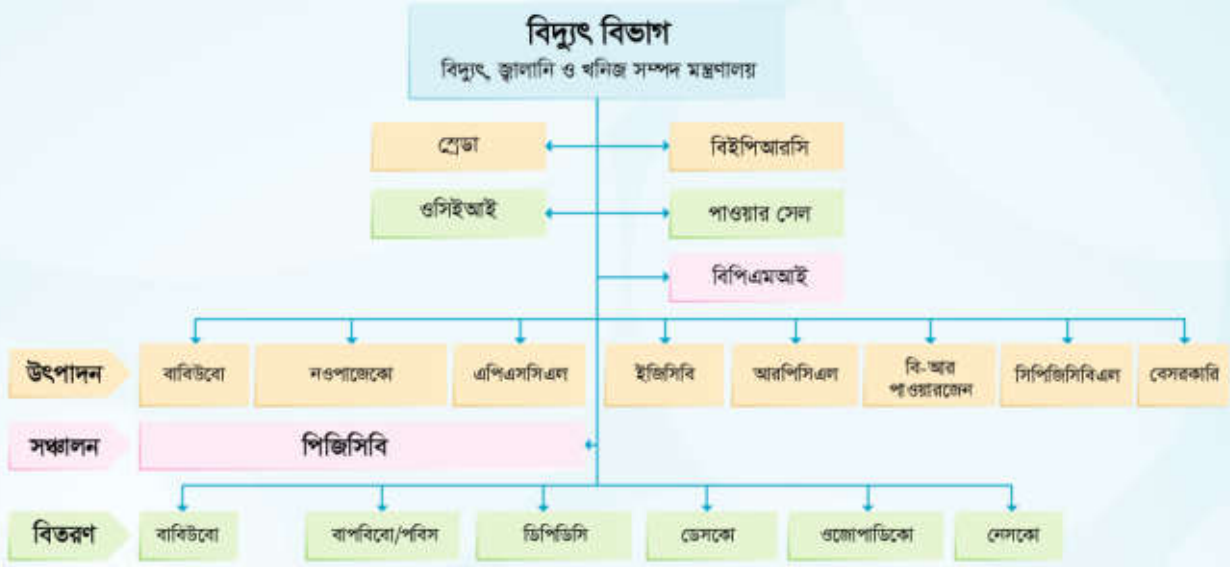 বিদ্যুৎ বিভাগ
বিদ্যুৎ, জ্বালানি ও খনিজ সম্পদ মন্ত্রণালয়
স্রেডা
বিইপিআরসি
ওসিইআই
পাওয়ার সেল
বিপিএমআই
উৎপাদন
বাবিউবো
নওপাজেকো
এপিএসসিএল
ইজিসিবি
আরপিসিএল
বি-আর
পাওয়ারজেন
সিপিজিসিবিএল
বেসরকারি
সঞ্চালন
পিজিসিবি
বিতরণ
বাবিউবো
বাপবিবো/পবিস
ডিপিডিসি
ডেসকো
ওজোপাডিকো
নেসকো